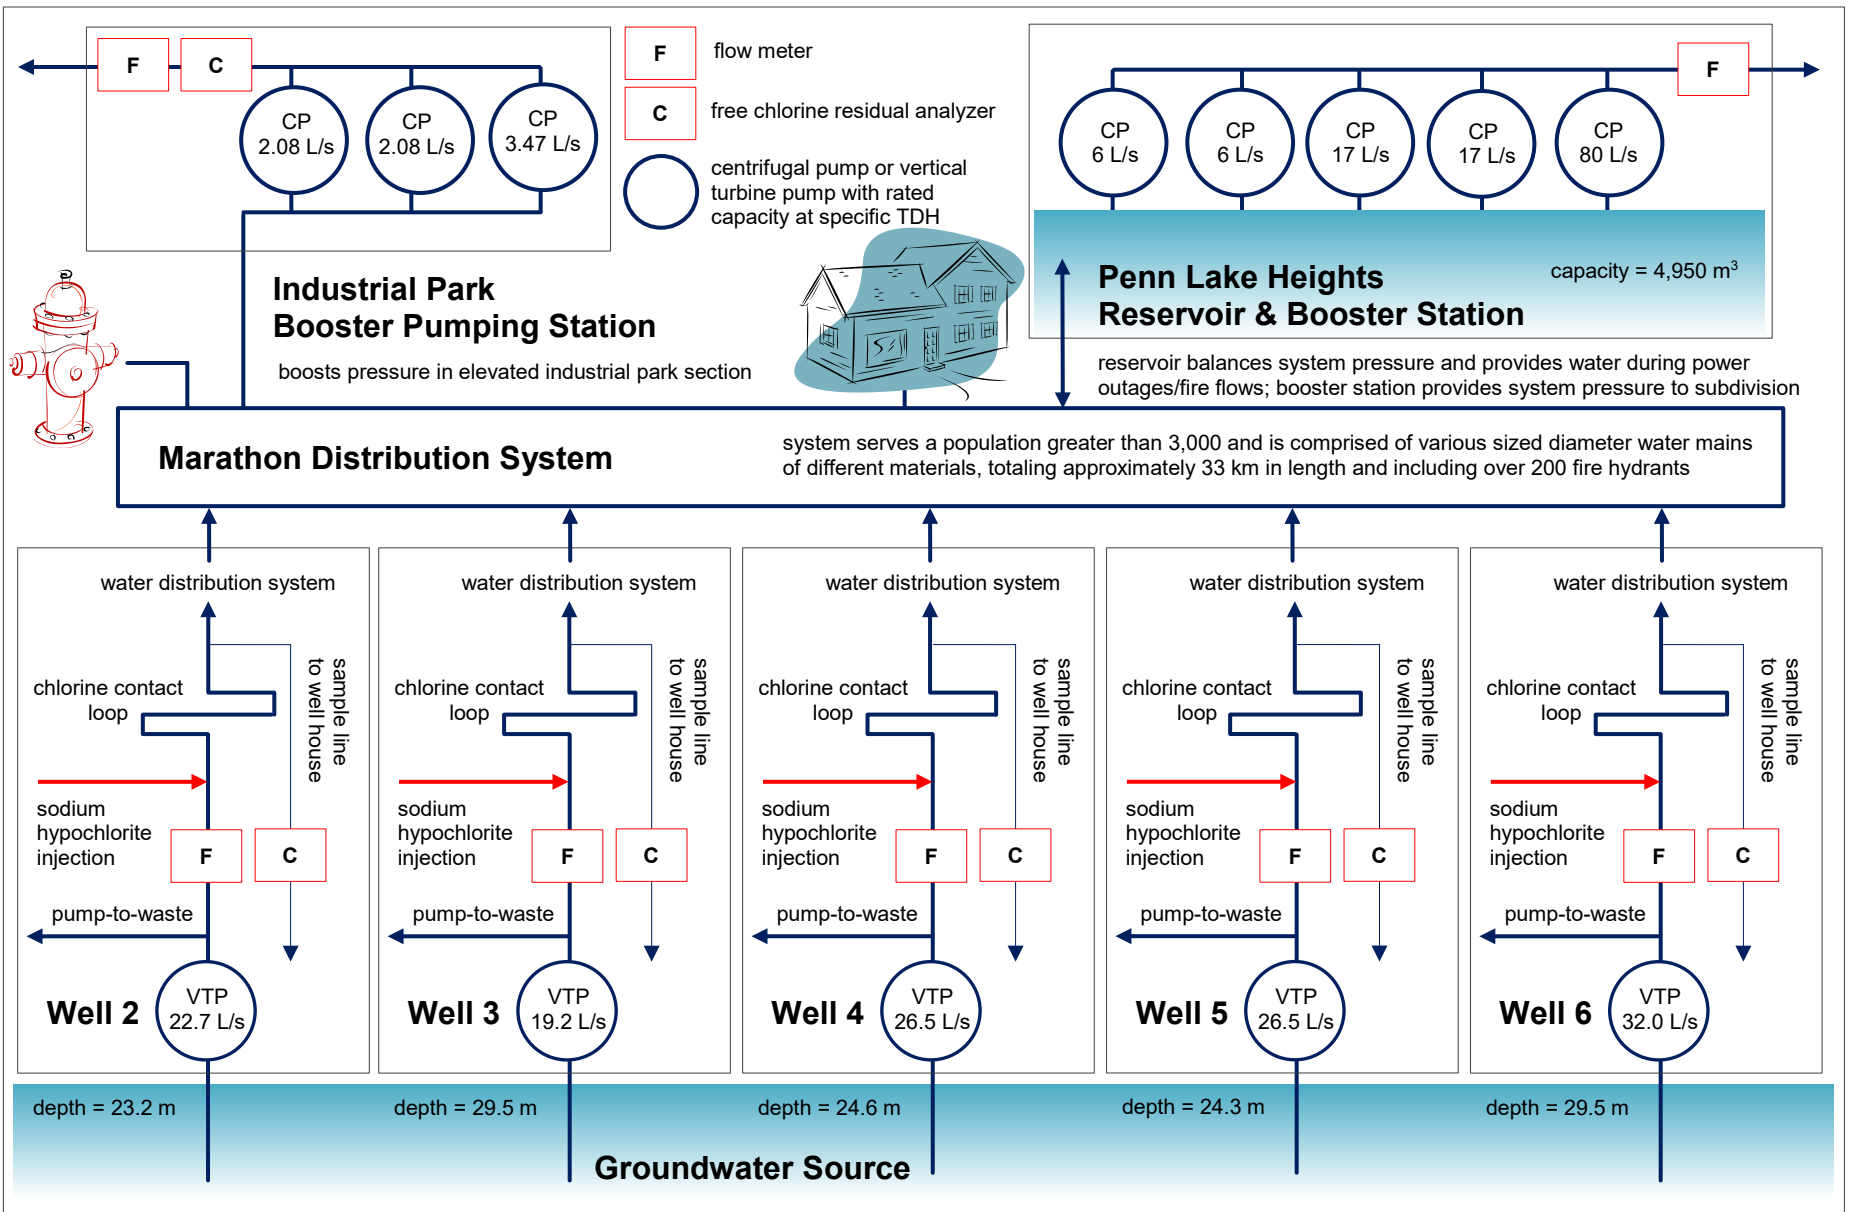 F
C
CP
2.08 L/s
CP
2.08 L/s
CP
3.47 L/s
F
flow meter
C
free chlorine residual analyzer
centrifugal pump or vertical
turbine pump with rated
capacity at specific TDH
F
CP
6 L/s
CP
6 L/s
CP
17 L/s
CP
17 L/s
CP
80 L/s
Industrial Park
Booster Pumping Station
boosts pressure in elevated industrial park section
Penn Lake Heights
Reservoir & Booster Station
capacity = 4,950 m³
reservoir balances system pressure and provides water during power
outages/fire flows; booster station provides system pressure to subdivision
Marathon Distribution System
system serves a population greater than 3,000 and is comprised of various sized diameter water mains
of different materials, totaling approximately 33 km in length and including over 200 fire hydrants
water distribution system
chlorine contact
loop
sample line
to well house
sodium
hypochlorite
injection
F
C
pump-to-waste
Well 2
VTP
22.7 L/s
depth = 23.2 m
water distribution system
chlorine contact
loop
sample line
to well house
sodium
hypochlorite
injection
F
C
pump-to-waste
Well 3
VTP
19.2 L/s
depth = 29.5 m
water distribution system
chlorine contact
loop
sample line
to well house
sodium
hypochlorite
injection
F
C
pump-to-waste
Well 4
VTP
26.5 L/s
depth = 24.6 m
water distribution system
chlorine contact
loop
sample line
to well house
sodium
hypochlorite
injection
F
C
pump-to-waste
Well 5
VTP
26.5 L/s
depth = 24.3 m
water distribution system
chlorine contact
loop
sample line
to well house
sodium
hypochlorite
injection
F
C
pump-to-waste
Well 6
VTP
32.0 L/s
depth = 29.5 m
Groundwater Source